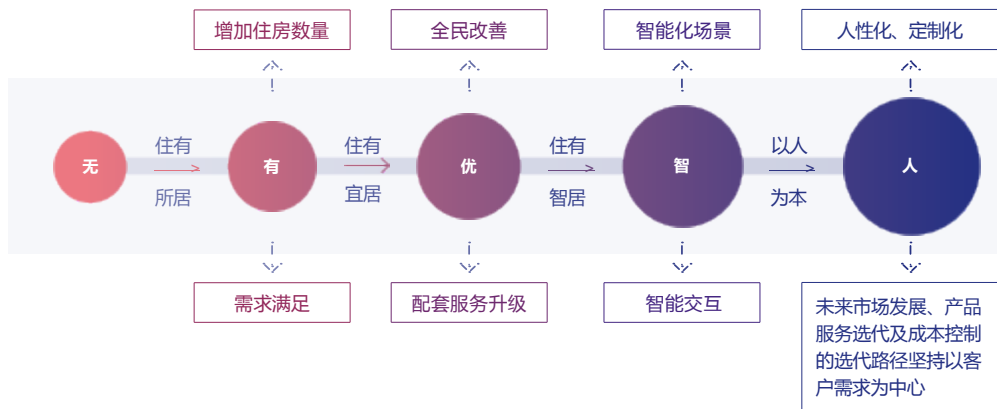 增加住房数量
全民改善
智能化场景
人性化、定制化
无
住有
所居
有
住有
宜居
优
住有
智居
智
以人
为本
人
需求满足
配套服务升级
智能交互
未来市场发展、产品
服务选代及成本控制
的选代路径坚持以客
户需求为中心